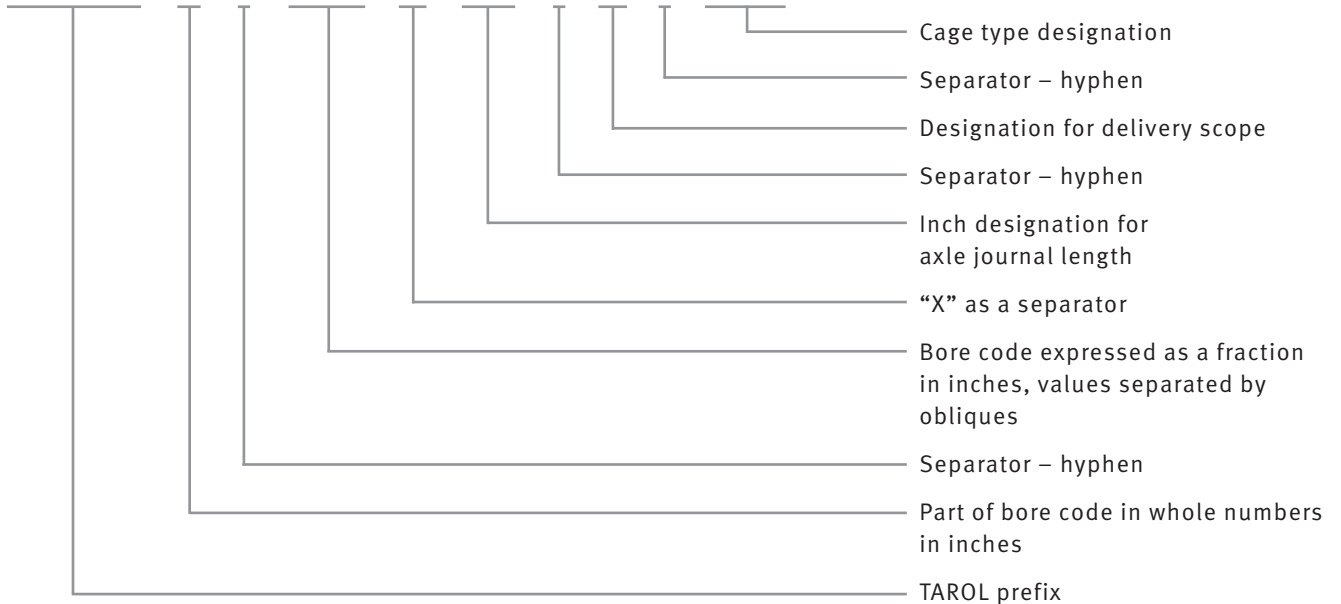 Cage type designation
Separator – hyphen
Designation for delivery scope
Separator – hyphen
Inch designation for
axle journal length
“X” as a separator
Bore code expressed as a fraction
in inches, values separated by
obliques
Separator – hyphen
Part of bore code in whole numbers
in inches
TAROL prefix